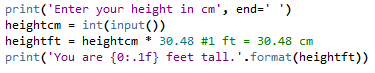 print('Enter your height in cm', end=' ')
heightcm = int(input())
heightft = heightcm * 30.48 #1 ft = 30.48 cm
print('You are {0:.1f} feet tall.'.format(heightft))